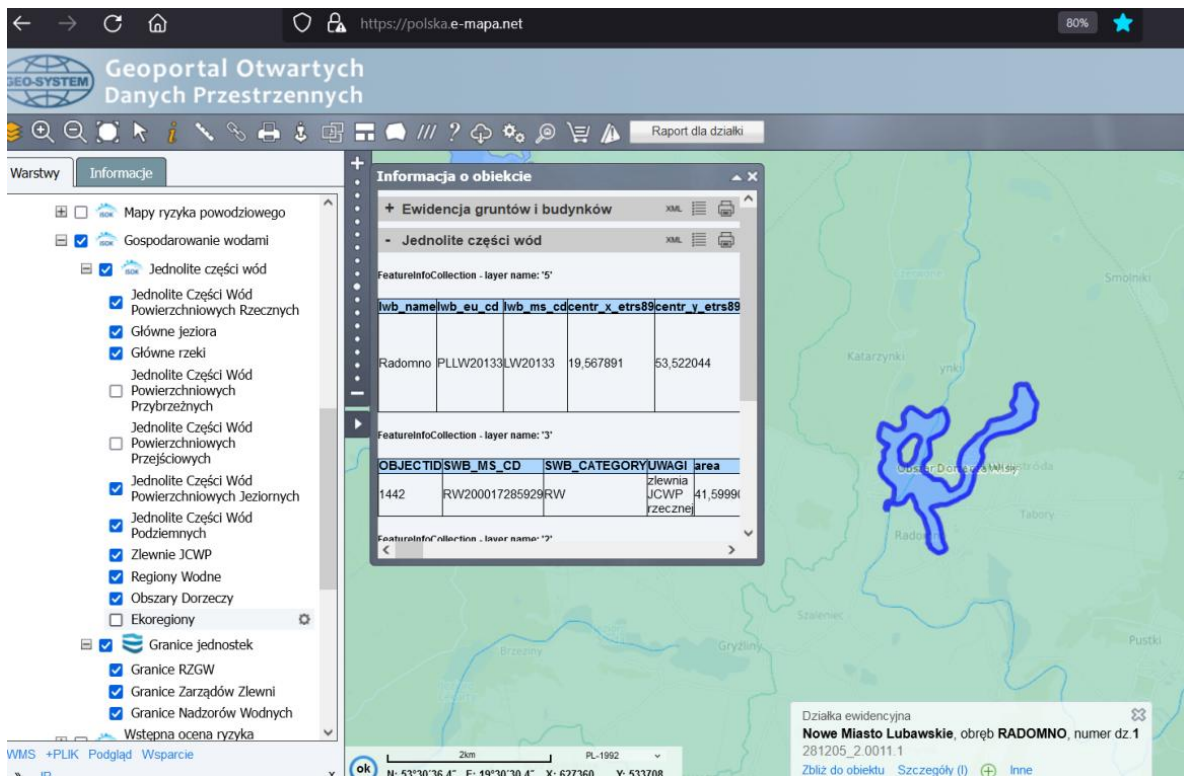 https://polska.e-mapa.net
80%
GEO-SYSTEM
Geoportal Otwartych
Danych Przestrzennych
Raport dla działki
Warstwy
Informacje
Mapy ryzyka powodziowego
Gospodarowanie wodami
Jednolite części wód
Jednolite Części Wód
Powierzchniowych Rzecznych
Główne jeziora
Główne rzeki
Jednolite Części Wód
Powierzchniowych
Przybrzeżnych
Jednolite Części Wód
Powierzchniowych
Przejściowych
Jednolite Części Wód
Powierzchniowych Jeziornych
Jednolite Części Wód
Podziemnych
Zlewnie JCWP
Regiony Wodne
Obszary Dorzeczy
Ekoregiony
Granice jednostek
Granice RZGW
Granice Zarządów Zlewni
Granice Nadzorów Wodnych
Wstępna ocena ryzyka
WMS +PLIK Podgląd Wsparcie
Informacja o obiekcie
+ Ewidencja gruntów i budynków XML
- Jednolite części wód XML
FeatureInfoCollection - layer name: '5'
lwb_name lwb_eu_cd lwb_ms_cd centr_x_etrs89 centr_y_etrs89
Radomno PLLW20133 LW20133 19,567891 53,522044
FeatureInfoCollection - layer name: '3'
OBJECTID SWB_MS_CD SWB_CATEGORY UWAGI area
1442 RW200017285929 RW zlewnia JCWP rzecznej 41,59990
FeatureInfoCollection - layer name: '2'
Smolniki
Katarzynki
ynki
Obszar Dorzecza Wisły
Tabory
Radomno
Szaleniec
Gryźliny
Brzeziny
Pustki
Działka ewidencyjna
Nowe Miasto Lubawskie, obręb RADOMNO, numer dz.1
281205_2.0011.1
Zbliż do obiektu Szczegóły (I) Inne
ok
2km
PL-1992
N: 53°30'36.4" E: 19°30'30.4" X: 627360 Y: 533708